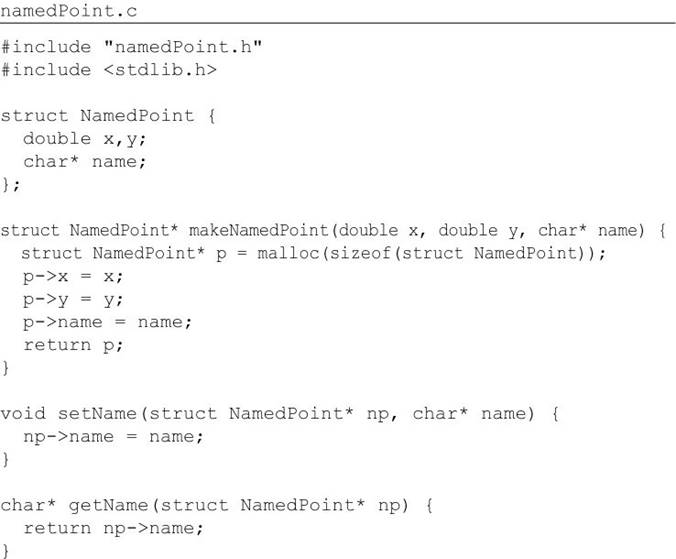 namedPoint.c
#include "namedPoint.h"
#include <stdlib.h>
struct NamedPoint {
  double x,y;
  char* name;
};
struct NamedPoint* makeNamedPoint(double x, double y, char* name) {
  struct NamedPoint* p = malloc(sizeof(struct NamedPoint));
  p->x = x;
  p->y = y;
  p->name = name;
  return p;
}
void setName(struct NamedPoint* np, char* name) {
  np->name = name;
}
char* getName(struct NamedPoint* np) {
  return np->name;
}